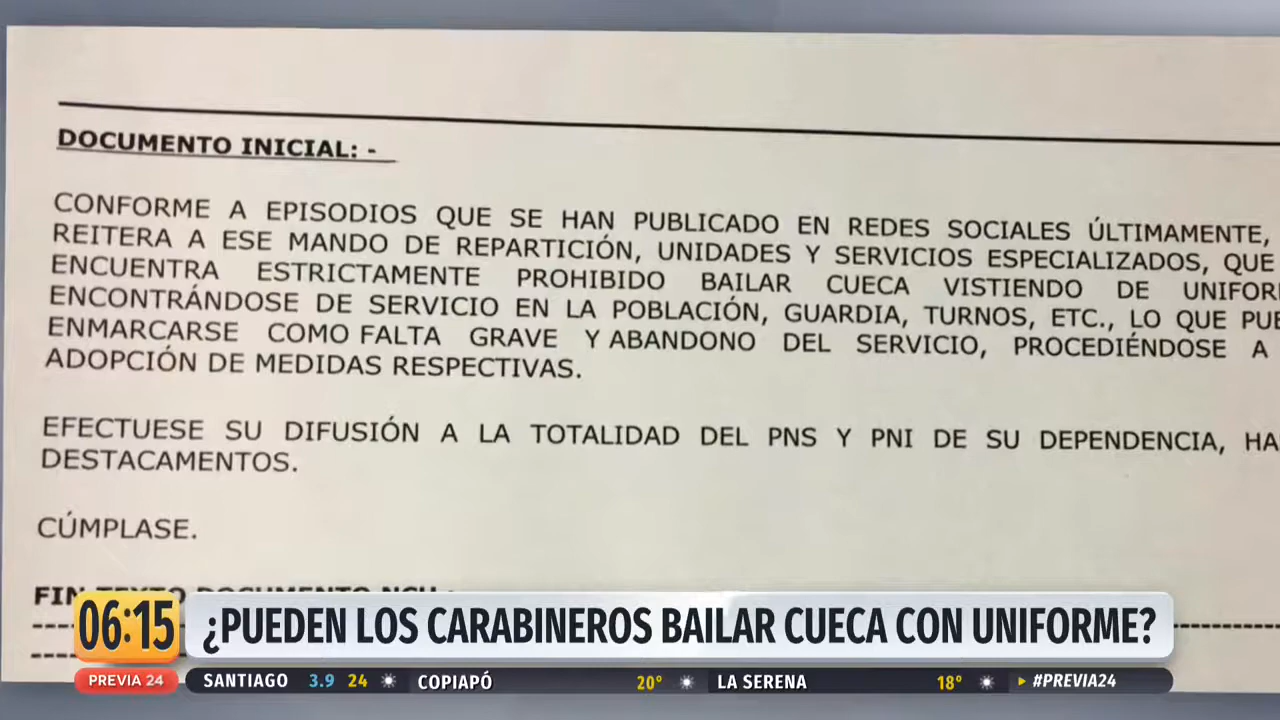 DOCUMENTO INICIAL: -
CONFORME A EPISODIOS QUE SE HAN PUBLICADO EN REDES SOCIALES ÚLTIMAMENTE,
REITERA A ESE MANDO DE REPARTICIÓN, UNIDADES Y SERVICIOS ESPECIALIZADOS, QUE
ENCUENTRA ESTRICTAMENTE PROHIBIDO BAILAR CUECA VISTIENDO DE
ENCONTRÁNDOSE DE SERVICIO EN LA POBLACIÓN, GUARDIA, TURNOS, ETC., LO QUE
ENMARCARSE COMO FALTA GRAVE Y ABANDONO DEL SERVICIO, PROCEDIÉNDOSE A
ADOPCIÓN DE MEDIDAS RESPECTIVAS.
EFECTUESE SU DIFUSIÓN A LA TOTALIDAD DEL PNS Y PNI DE SU DEPENDENCIA,
DESTACAMENTOS.
CÚMPLASE.
FIN TEXTO DOCUMENTO NCU.-
06:15 ¿PUEDEN LOS CARABINEROS BAILAR CUECA CON UNIFORME?
PREVIA 24 SANTIAGO 3.9 24 COPIAPÓ 20° LA SERENA 18° #PREVIA24